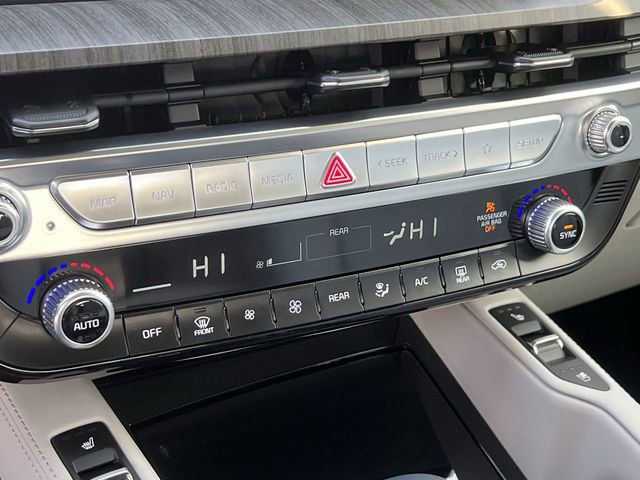 MAP NAV RADIO MEDIA < SEEK TRACK > SETUP
HI REAR HI
PASSENGER
AIR BAG
OFF
SYNC
AUTO OFF FRONT REAR A/C REAR